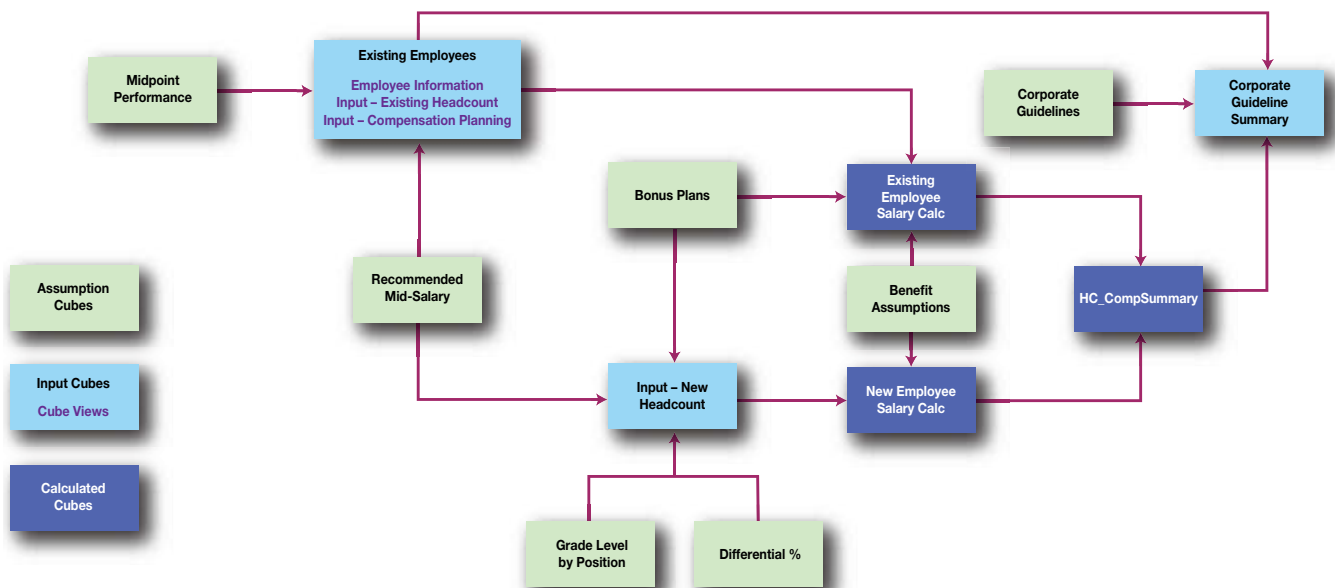 Existing Employees
Employee Information
Input – Existing Headcount
Input – Compensation Planning
Midpoint
Performance
Corporate
Guidelines
Corporate
Guideline
Summary
Bonus Plans
Existing
Employee
Salary Calc
Assumption
Cubes
Recommended
Mid-Salary
Benefit
Assumptions
HC_CompSummary
Input Cubes
Cube Views
Input – New
Headcount
New Employee
Salary Calc
Calculated
Cubes
Grade Level
by Position
Differential %